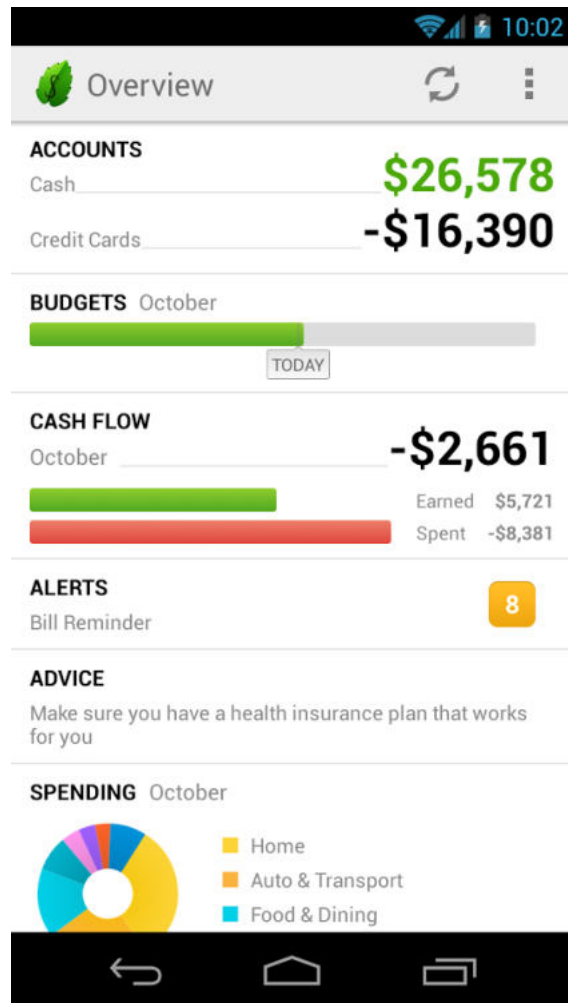 10:02
Overview
ACCOUNTS
Cash $26,578
Credit Cards -$16,390
BUDGETS October
TODAY
CASH FLOW
October -$2,661
Earned $5,721
Spent -$8,381
ALERTS
Bill Reminder 8
ADVICE
Make sure you have a health insurance plan that works
for you
SPENDING October
Home
Auto & Transport
Food & Dining